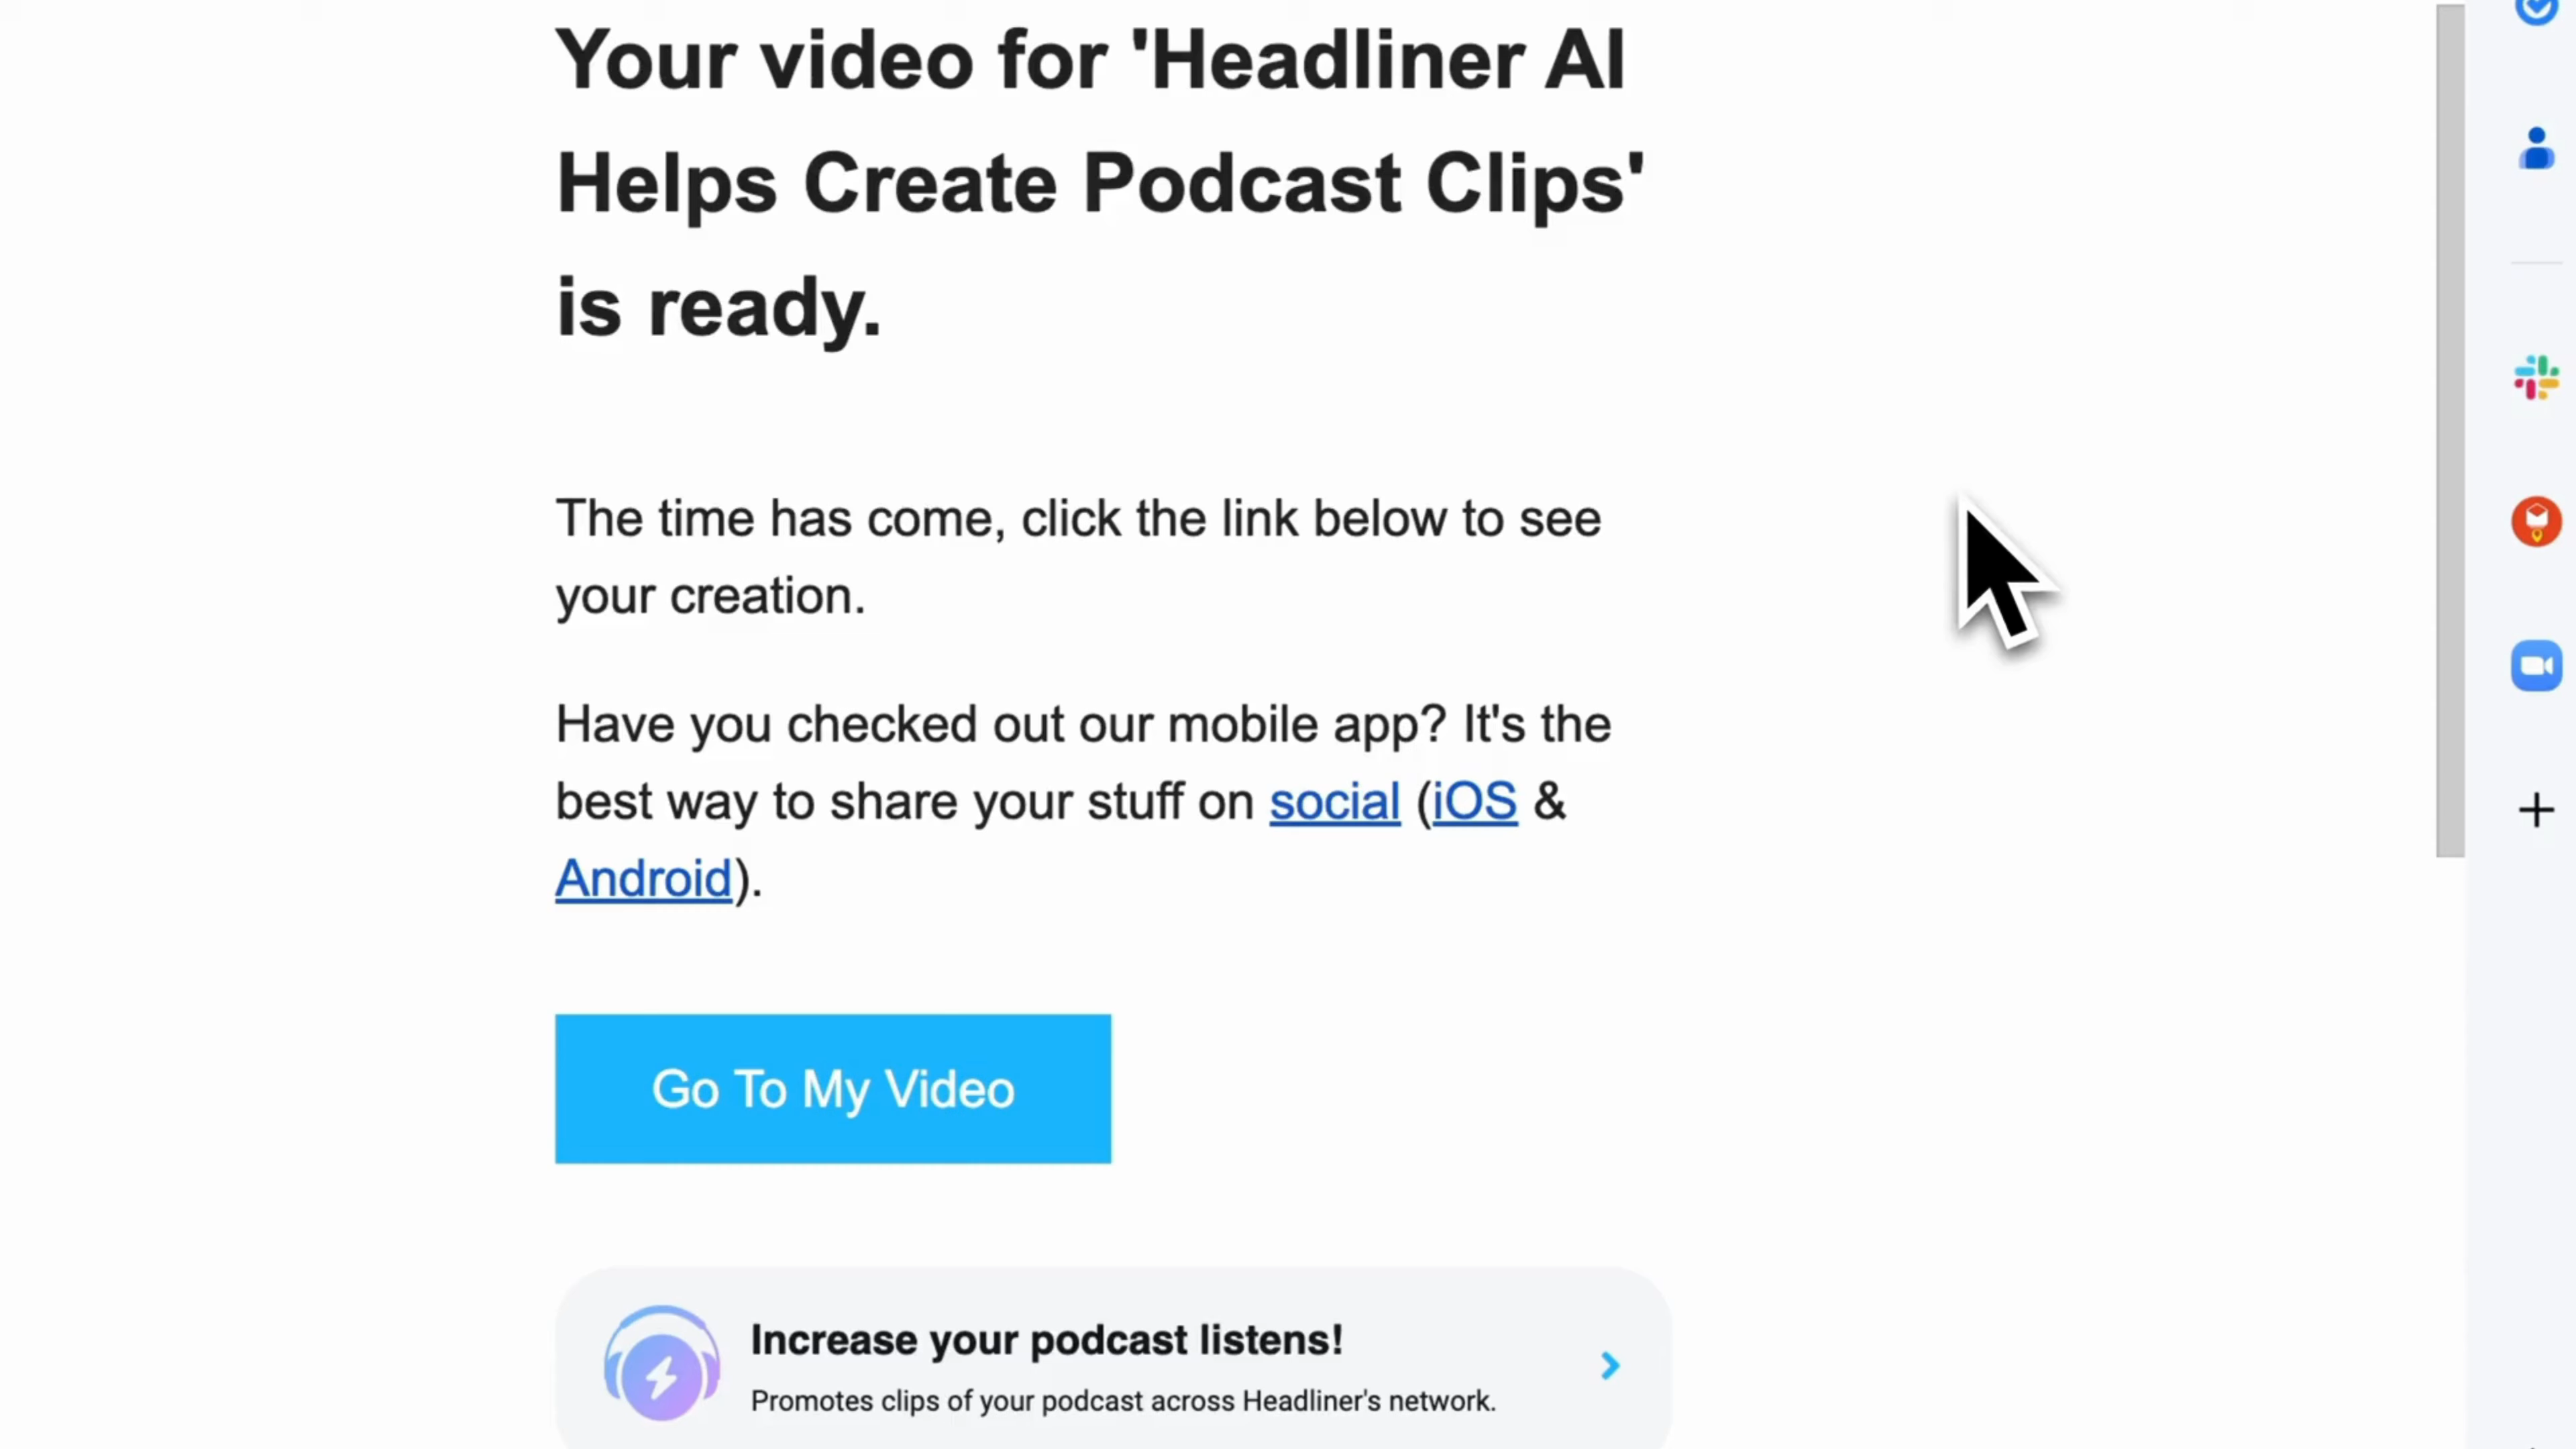 Your video for 'Headliner AI
Helps Create Podcast Clips'
is ready.
The time has come, click the link below to see
your creation.
Have you checked out our mobile app? It's the
best way to share your stuff on social (iOS &
Android).
Go To My Video
Increase your podcast listens!
Promotes clips of your podcast across Headliner's network.